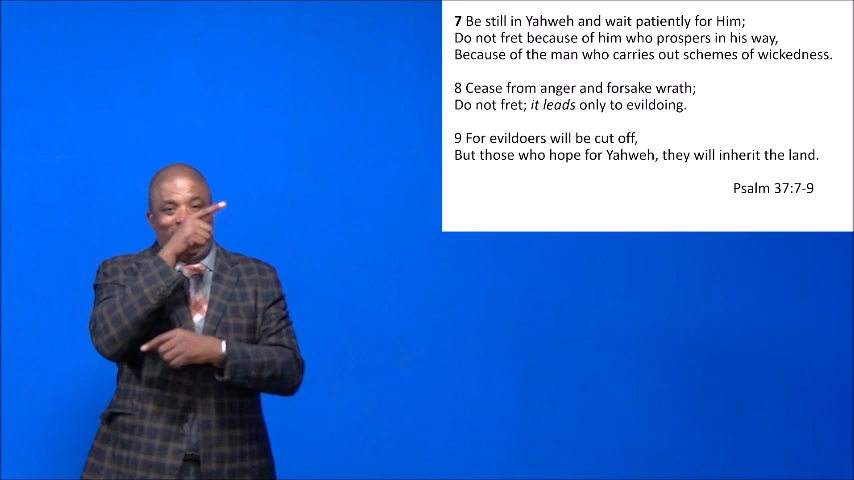 7 Be still in Yahweh and wait patiently for Him;
Do not fret because of him who prospers in his way,
Because of the man who carries out schemes of wickedness.
8 Cease from anger and forsake wrath;
Do not fret; it leads only to evildoing.
9 For evildoers will be cut off,
But those who hope for Yahweh, they will inherit the land.
Psalm 37:7-9